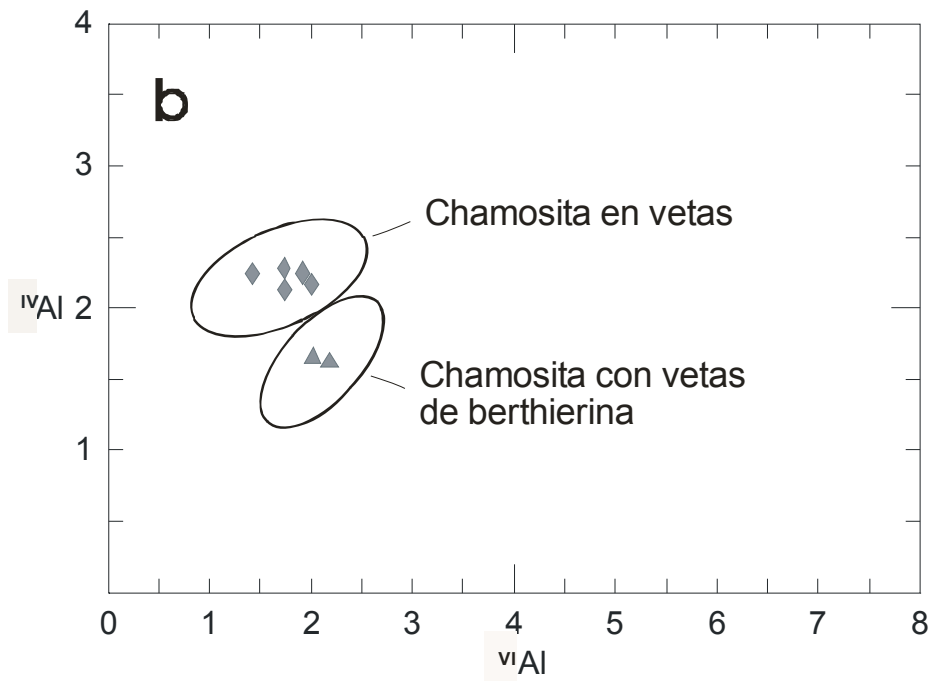 4
b
3
Chamosita en vetas
IVAl 2
Chamosita con vetas
de berthierina
1
0 1 2 3 4 5 6 7 8
VIAl